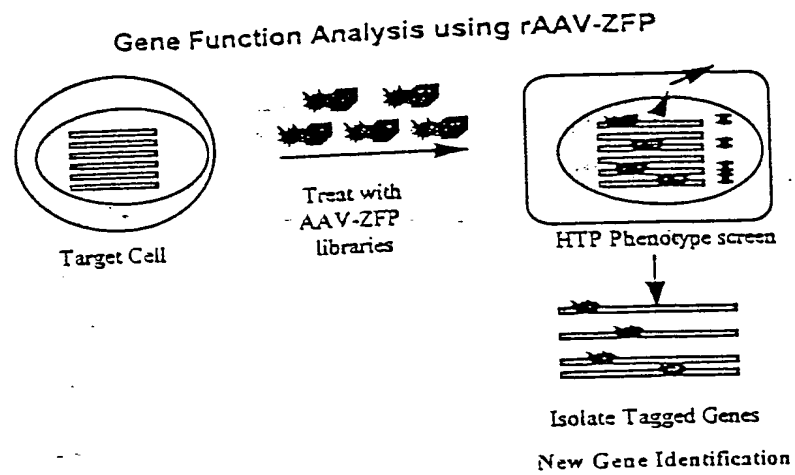 Gene Function Analysis using rAAV-ZFP
Target Cell
Treat with
AAV-ZFP
libraries
HTP Phenotype screen
Isolate Tagged Genes
New Gene Identification